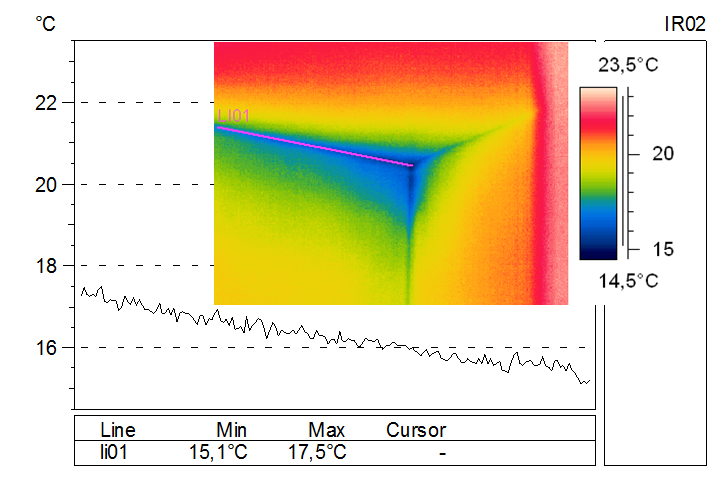 °C
IR02
23,5°C
22
LI01
20
20
18
15
14,5°C
16
Line Min Max Cursor
li01 15,1°C 17,5°C -